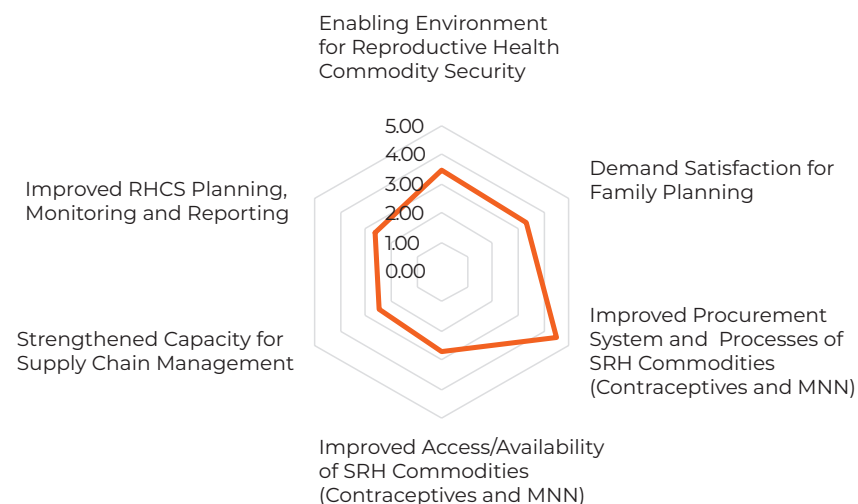 Enabling Environment
for Reproductive Health
Commodity Security
5.00
4.00
3.00
2.00
1.00
0.00
Demand Satisfaction for
Family Planning
Improved Procurement
System and Processes of
SRH Commodities
(Contraceptives and MNN)
Improved Access/Availability
of SRH Commodities
(Contraceptives and MNN)
Strengthened Capacity for
Supply Chain Management
Improved RHCS Planning,
Monitoring and Reporting